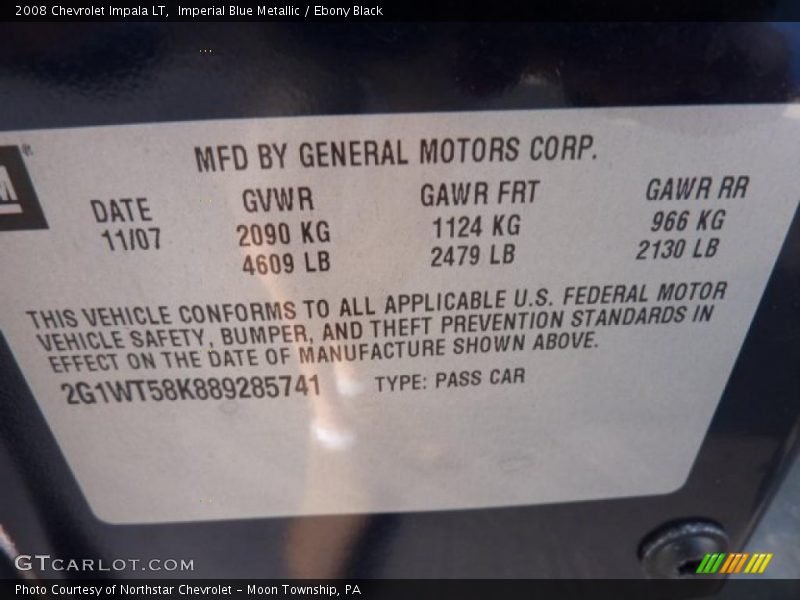 2008 Chevrolet Impala LT, Imperial Blue Metallic / Ebony Black
MFD BY GENERAL MOTORS CORP.
DATE GVWR GAWR FRT GAWR RR
11/07 2090 KG 1124 KG 966 KG
4609 LB 2479 LB 2130 LB
THIS VEHICLE CONFORMS TO ALL APPLICABLE U.S. FEDERAL MOTOR
VEHICLE SAFETY, BUMPER, AND THEFT PREVENTION STANDARDS IN
EFFECT ON THE DATE OF MANUFACTURE SHOWN ABOVE.
2G1WT58K889285741 TYPE: PASS CAR
GTCARLOT.COM
Photo Courtesy of Northstar Chevrolet - Moon Township, PA